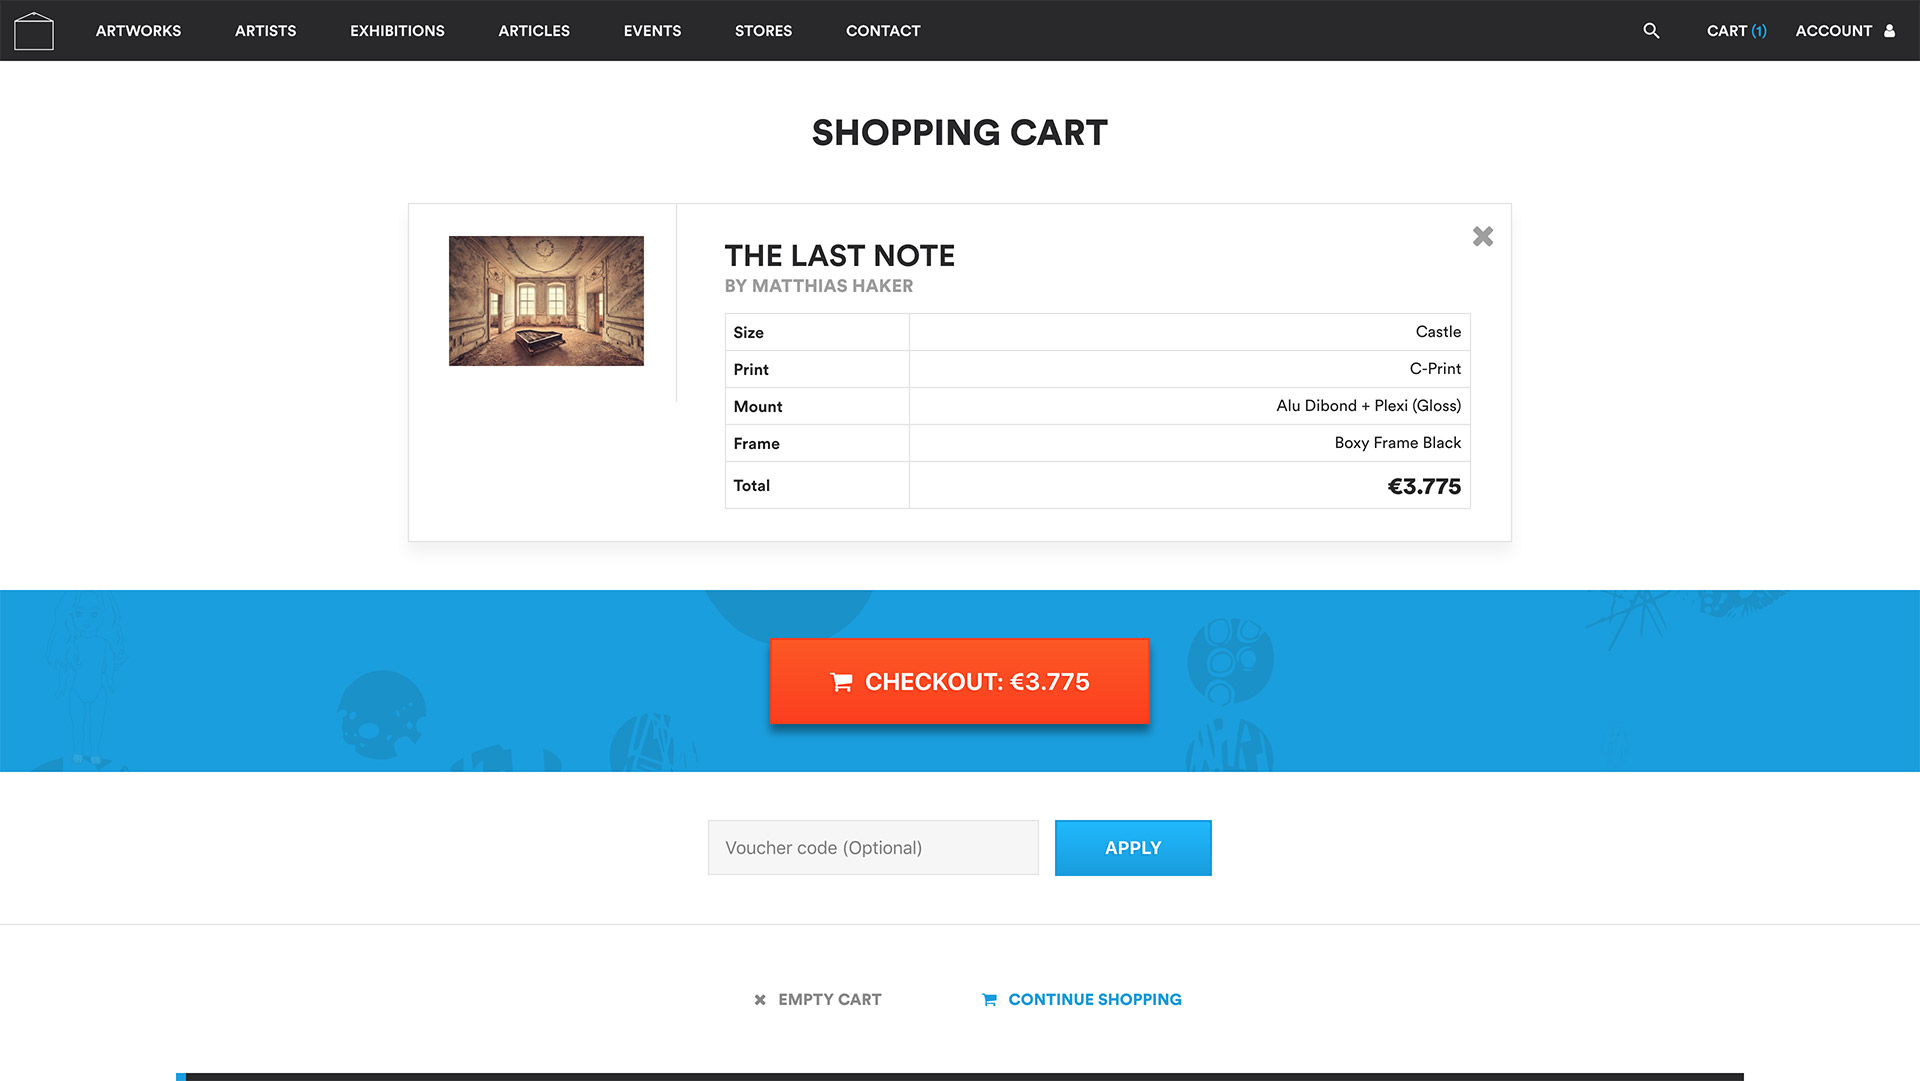 ARTWORKS ARTISTS EXHIBITIONS ARTICLES EVENTS STORES CONTACT CART (1) ACCOUNT
SHOPPING CART
THE LAST NOTE
BY MATTHIAS HAKER
Size Castle
Print C-Print
Mount Alu Dibond + Plexi (Gloss)
Frame Boxy Frame Black
Total €3.775
CHECKOUT: €3.775
Voucher code (Optional) APPLY
EMPTY CART CONTINUE SHOPPING